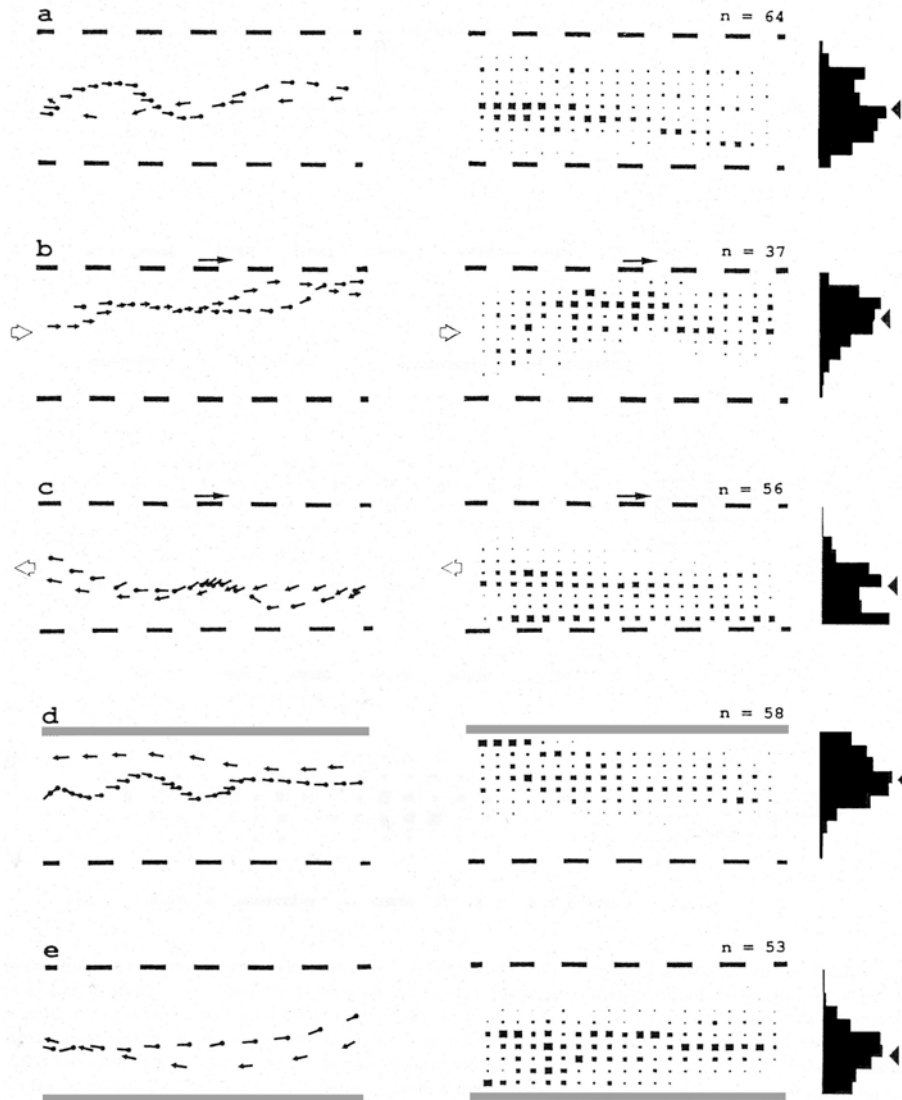 a
n = 64
b
n = 37
c
n = 56
d
n = 58
e
n = 53